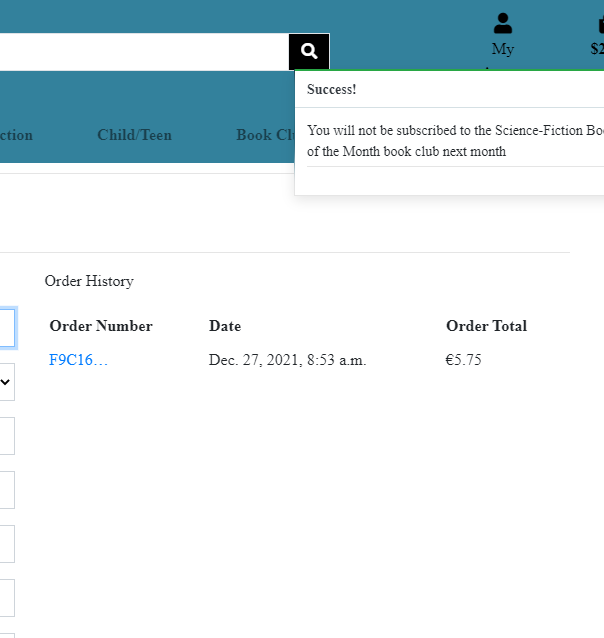 My
$2
Success!
ction Child/Teen Book Cl
You will not be subscribed to the Science-Fiction Boo
of the Month book club next month
Order History
Order Number Date Order Total
F9C16... Dec. 27, 2021, 8:53 a.m. €5.75